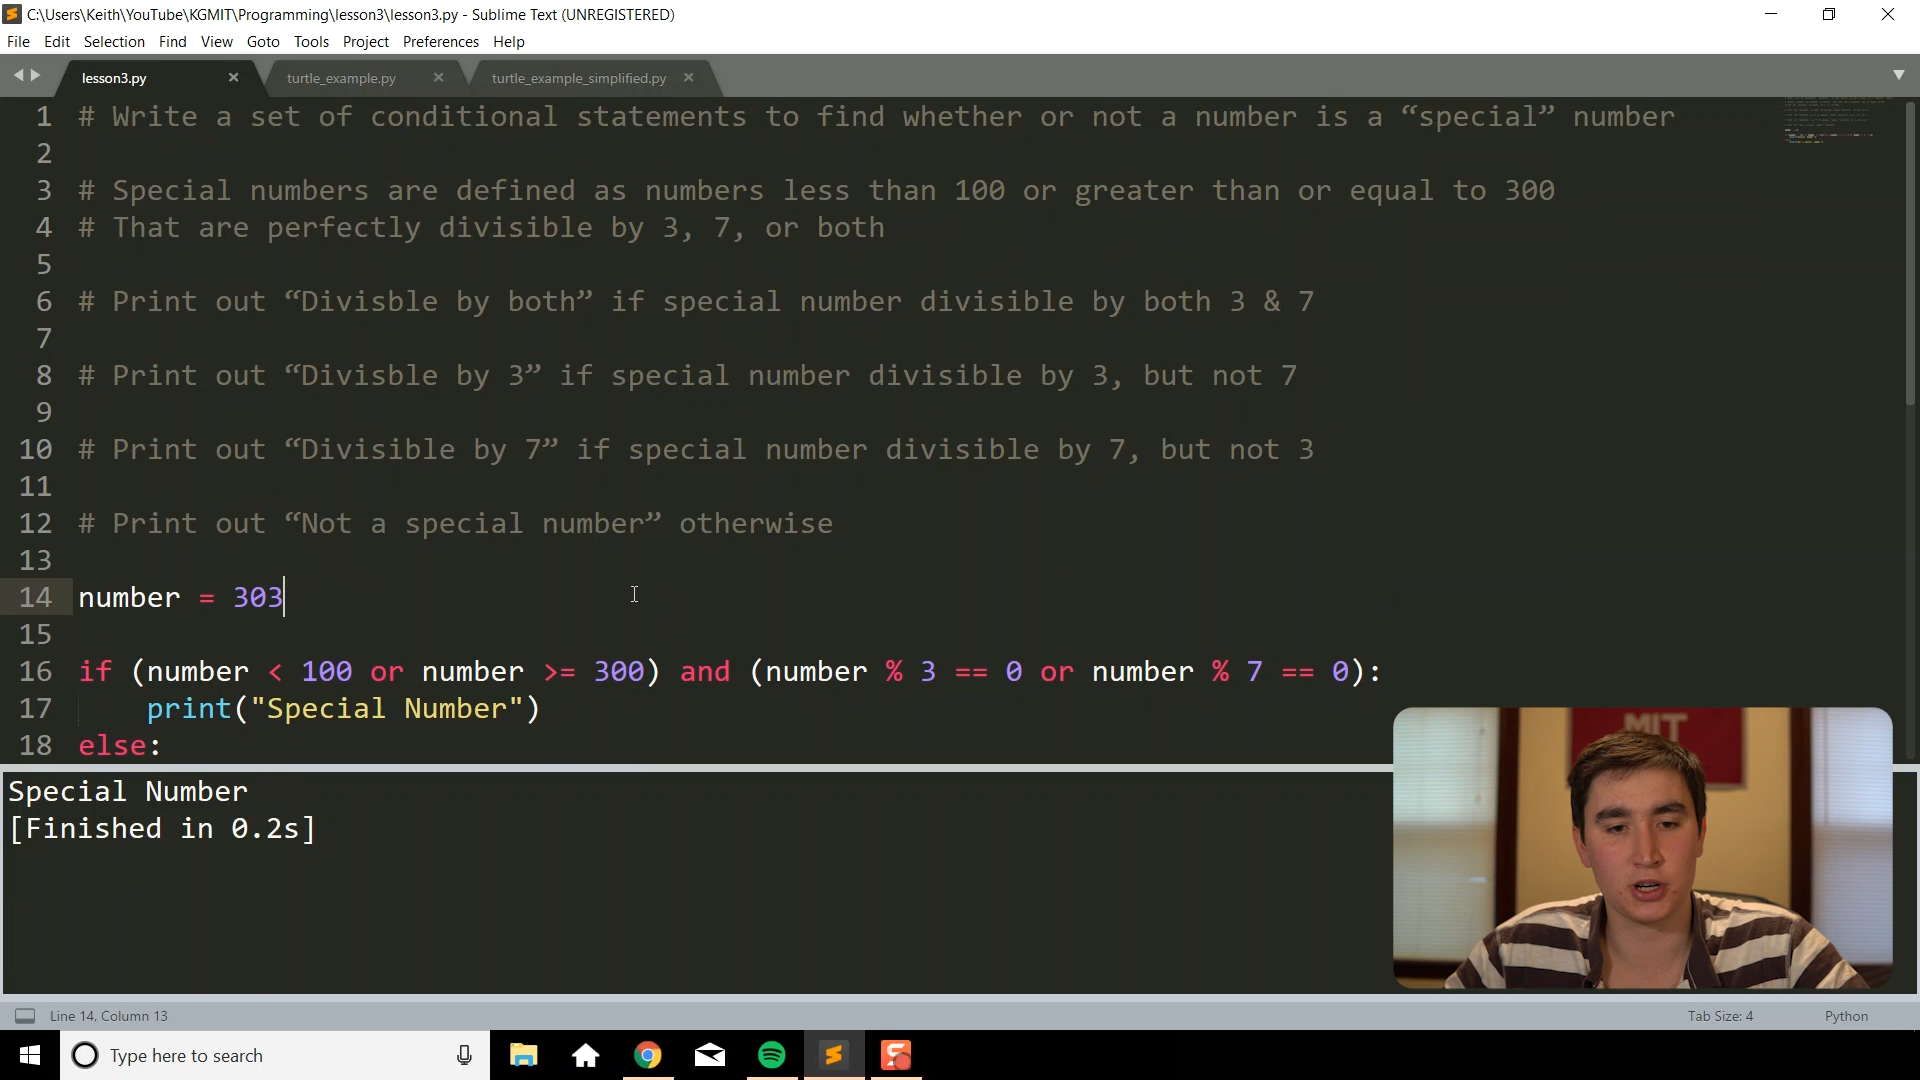 C:\Users\Keith\YouTube\KGMIT\Programming\lesson3\lesson3.py - Sublime Text (UNREGISTERED)
File Edit Selection Find View Goto Tools Project Preferences Help
lesson3.py turtle_example.py turtle_example_simplified.py
1 # Write a set of conditional statements to find whether or not a number is a “special” number
2
3 # Special numbers are defined as numbers less than 100 or greater than or equal to 300
4 # That are perfectly divisible by 3, 7, or both
5
6 # Print out “Divisble by both” if special number divisible by both 3 & 7
7
8 # Print out “Divisble by 3” if special number divisible by 3, but not 7
9
10 # Print out “Divisible by 7” if special number divisible by 7, but not 3
11
12 # Print out “Not a special number” otherwise
13
14 number = 303
15
16 if (number < 100 or number >= 300) and (number % 3 == 0 or number % 7 == 0):
17 print("Special Number")
18 else:
Special Number
[Finished in 0.2s]
MIT
Line 14, Column 13 Tab Size: 4 Python
Type here to search